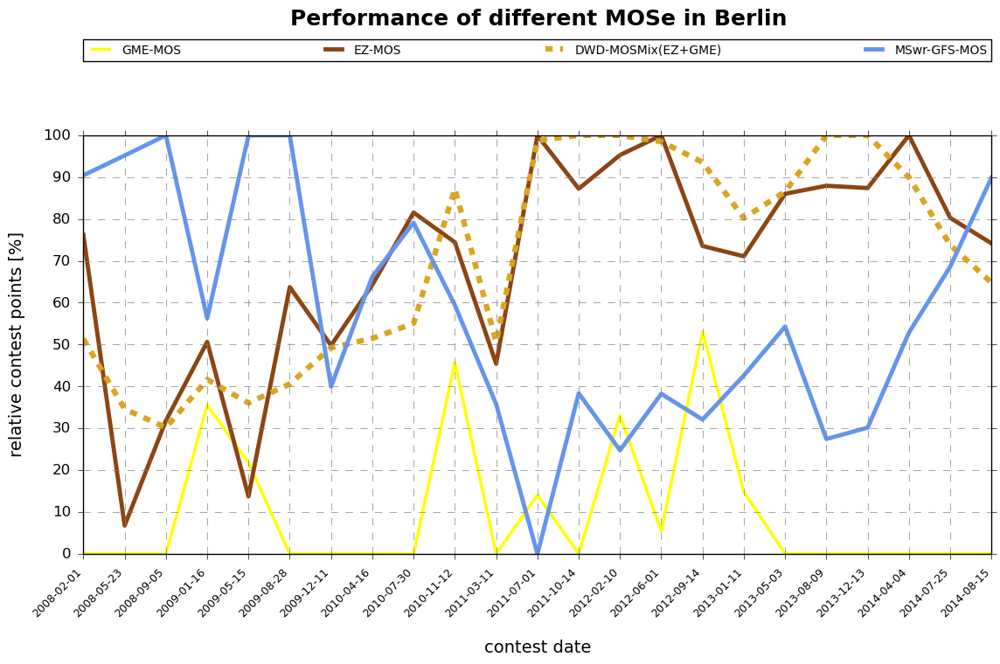 Performance of different MOSe in Berlin
GME-MOS EZ-MOS DWD-MOSMix(EZ+GME) MSwr-GFS-MOS
100
90
80
70
60
50
40
30
20
10
0
relative contest points [%]
2008-02-01 2008-05-23 2008-09-05 2009-01-16 2009-05-15 2009-08-28 2009-12-11 2010-04-16 2010-07-30 2010-11-12 2011-03-11 2011-07-01 2011-10-14 2012-02-10 2012-06-01 2012-09-14 2013-01-11 2013-05-03 2013-08-09 2013-12-13 2014-04-04 2014-07-25 2014-08-15
contest date